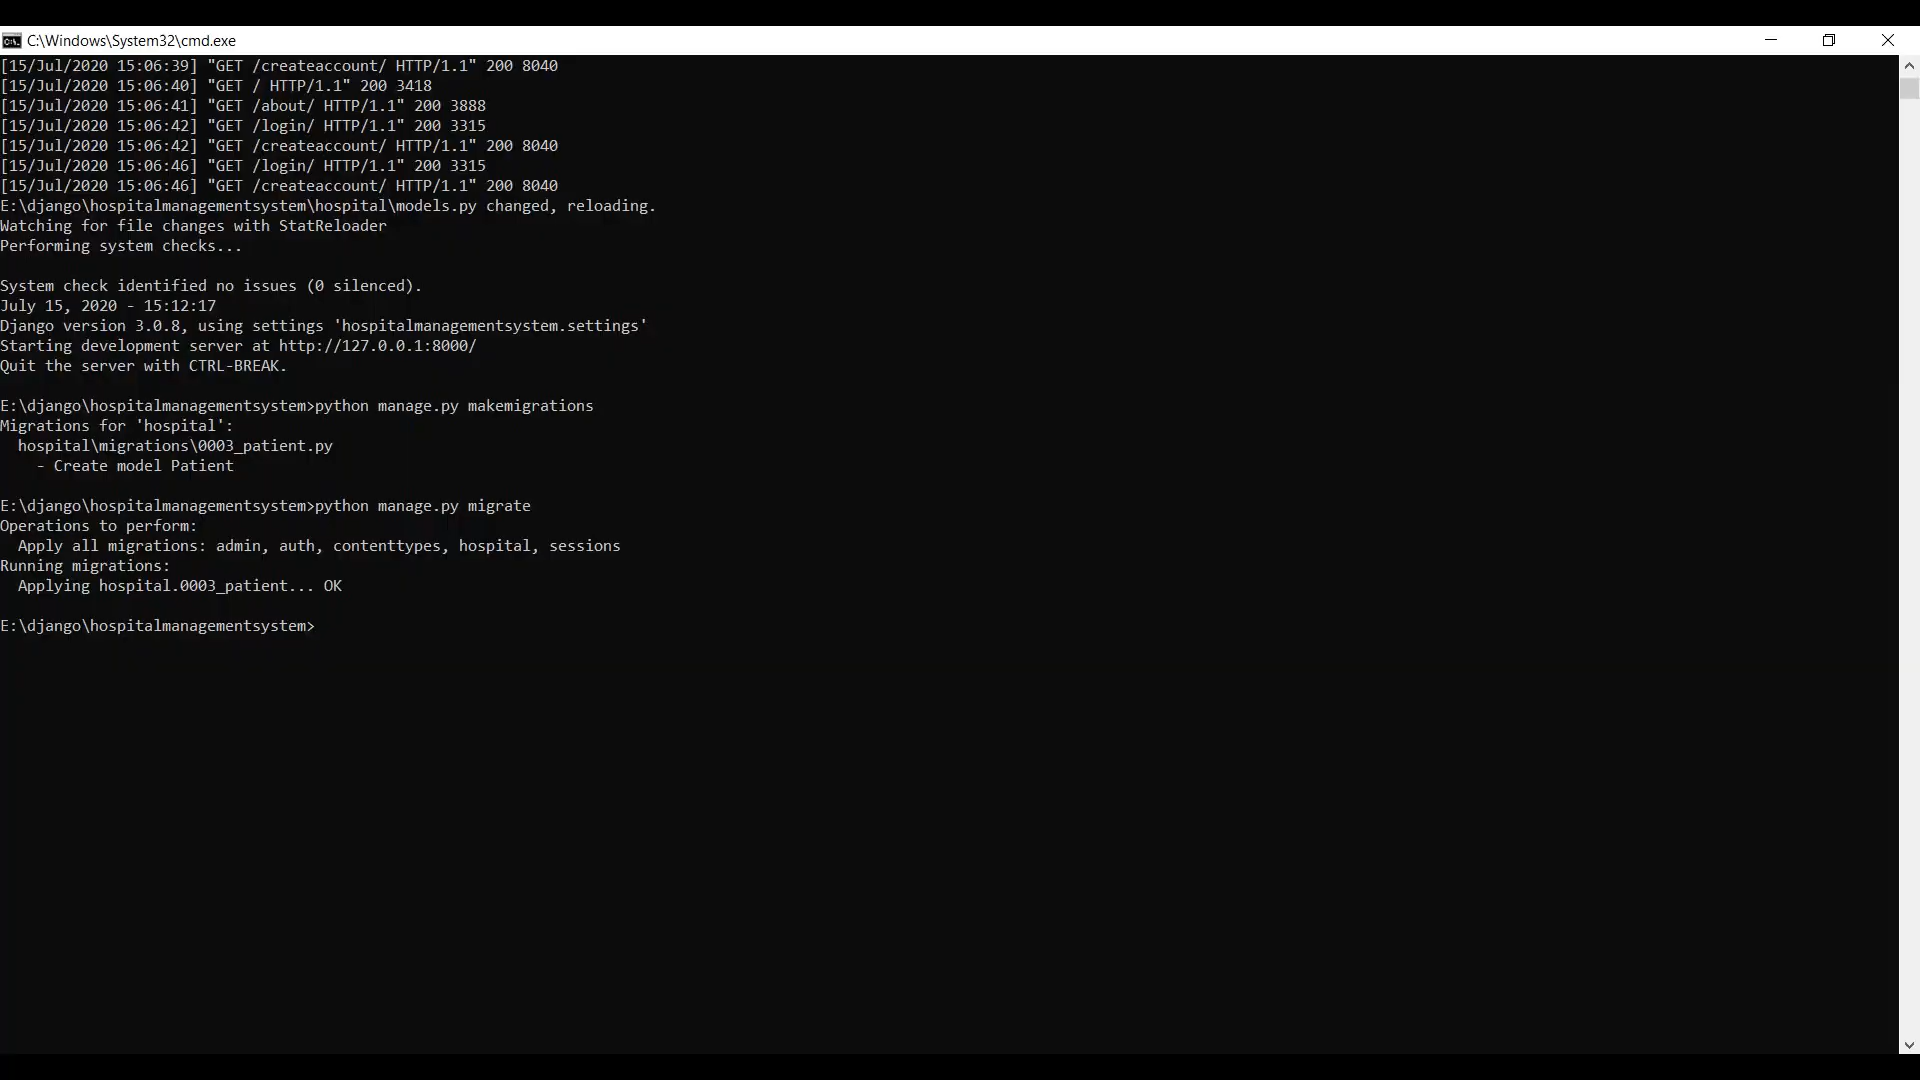 C:\Windows\System32\cmd.exe
[15/Jul/2020 15:06:39] "GET /createaccount/ HTTP/1.1" 200 8040
[15/Jul/2020 15:06:40] "GET / HTTP/1.1" 200 3418
[15/Jul/2020 15:06:41] "GET /about/ HTTP/1.1" 200 3888
[15/Jul/2020 15:06:42] "GET /login/ HTTP/1.1" 200 3315
[15/Jul/2020 15:06:42] "GET /createaccount/ HTTP/1.1" 200 8040
[15/Jul/2020 15:06:46] "GET /login/ HTTP/1.1" 200 3315
[15/Jul/2020 15:06:46] "GET /createaccount/ HTTP/1.1" 200 8040
E:\django\hospitalmanagementsystem\hospital\models.py changed, reloading.
Watching for file changes with StatReloader
Performing system checks...
System check identified no issues (0 silenced).
July 15, 2020 - 15:12:17
Django version 3.0.8, using settings 'hospitalmanagementsystem.settings'
Starting development server at http://127.0.0.1:8000/
Quit the server with CTRL-BREAK.
E:\django\hospitalmanagementsystem>python manage.py makemigrations
Migrations for 'hospital':
  hospital\migrations\0003_patient.py
    - Create model Patient
E:\django\hospitalmanagementsystem>python manage.py migrate
Operations to perform:
  Apply all migrations: admin, auth, contenttypes, hospital, sessions
Running migrations:
  Applying hospital.0003_patient... OK
E:\django\hospitalmanagementsystem>